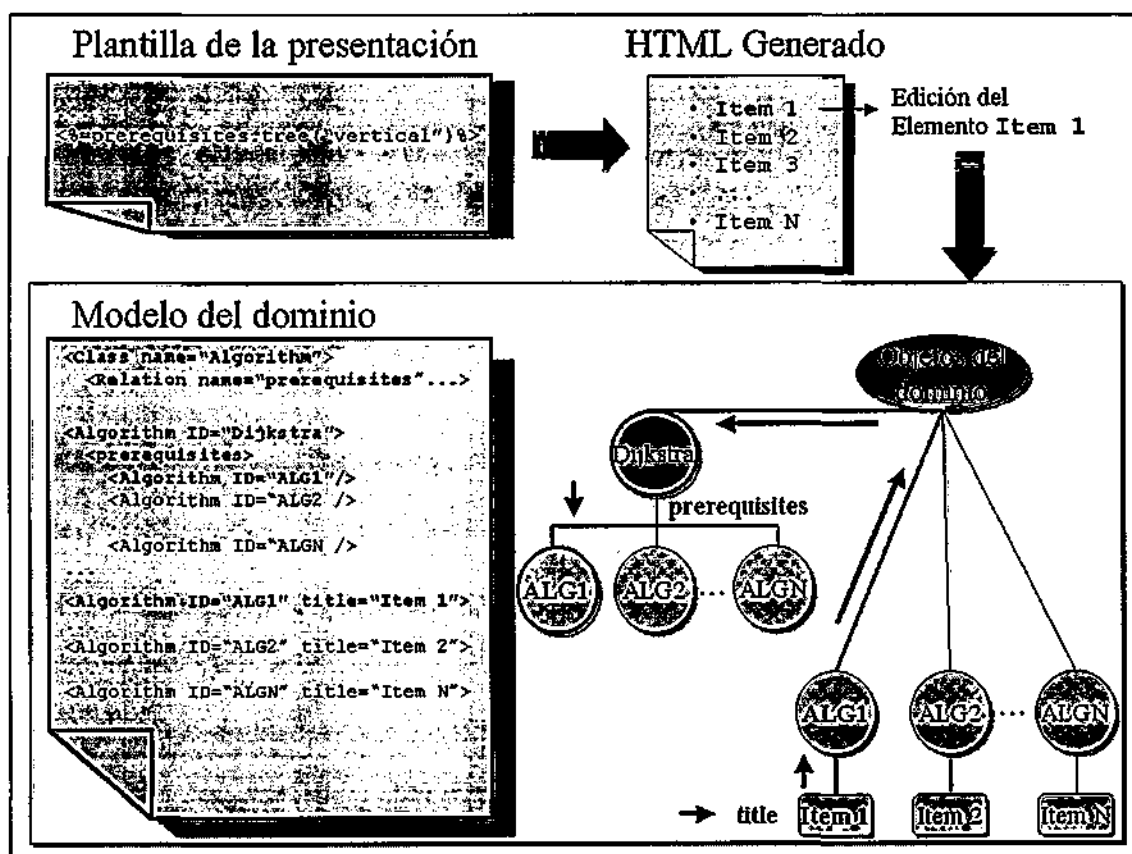 Plantilla de la presentación
<%=prerequisites.tree("vertical")%>
HTML Generado
• Item 1
• Item 2
• Item 3
• ...
• Item N
Edición del
Elemento Item 1
Modelo del dominio
<Class name="Algorithm">
<Relation name="prerequisites"...>
<Algorithm ID="Dijkstra">
<prerequisites>
<Algorithm ID="ALG1"/>
<Algorithm ID="ALG2 />
...
<Algorithm ID="ALGN />
...
<Algorithm ID="ALG1" title="Item 1">
...
<Algorithm ID="ALG2" title="Item 2">
...
<Algorithm ID="ALGN" title="Item N">
Objetos del
dominio
Dijkstra
prerequisites
ALG1 ALG2 ... ALGN
ALG1 ALG2 ... ALGN
title Item 1 Item 2 Item N